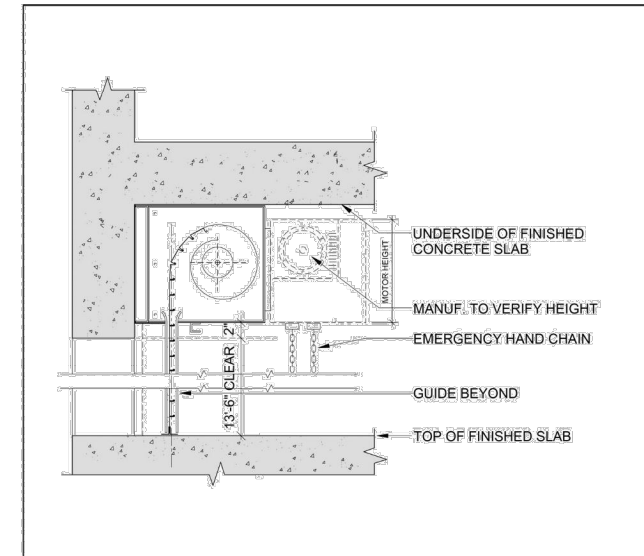 UNDERSIDE OF FINISHED
CONCRETE SLAB
MOTOR HEIGHT
MANUF. TO VERIFY HEIGHT
EMERGENCY HAND CHAIN
2"
13'-6" CLEAR
GUIDE BEYOND
TOP OF FINISHED SLAB